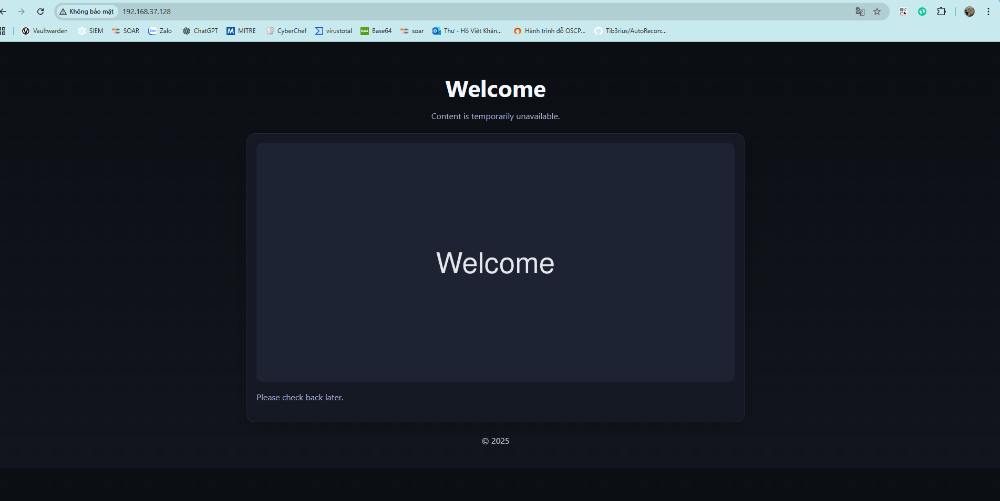 Không bảo mật 192.168.37.128
Vaultwarden SIEM SOAR Zalo ChatGPT MITRE CyberChef virustotal Base64 soar Thư - Hồ Việt Khán... Hành trình đỗ OSCP... Tib3rius/AutoRecon:...
Welcome
Content is temporarily unavailable.
Welcome
Please check back later.
© 2025